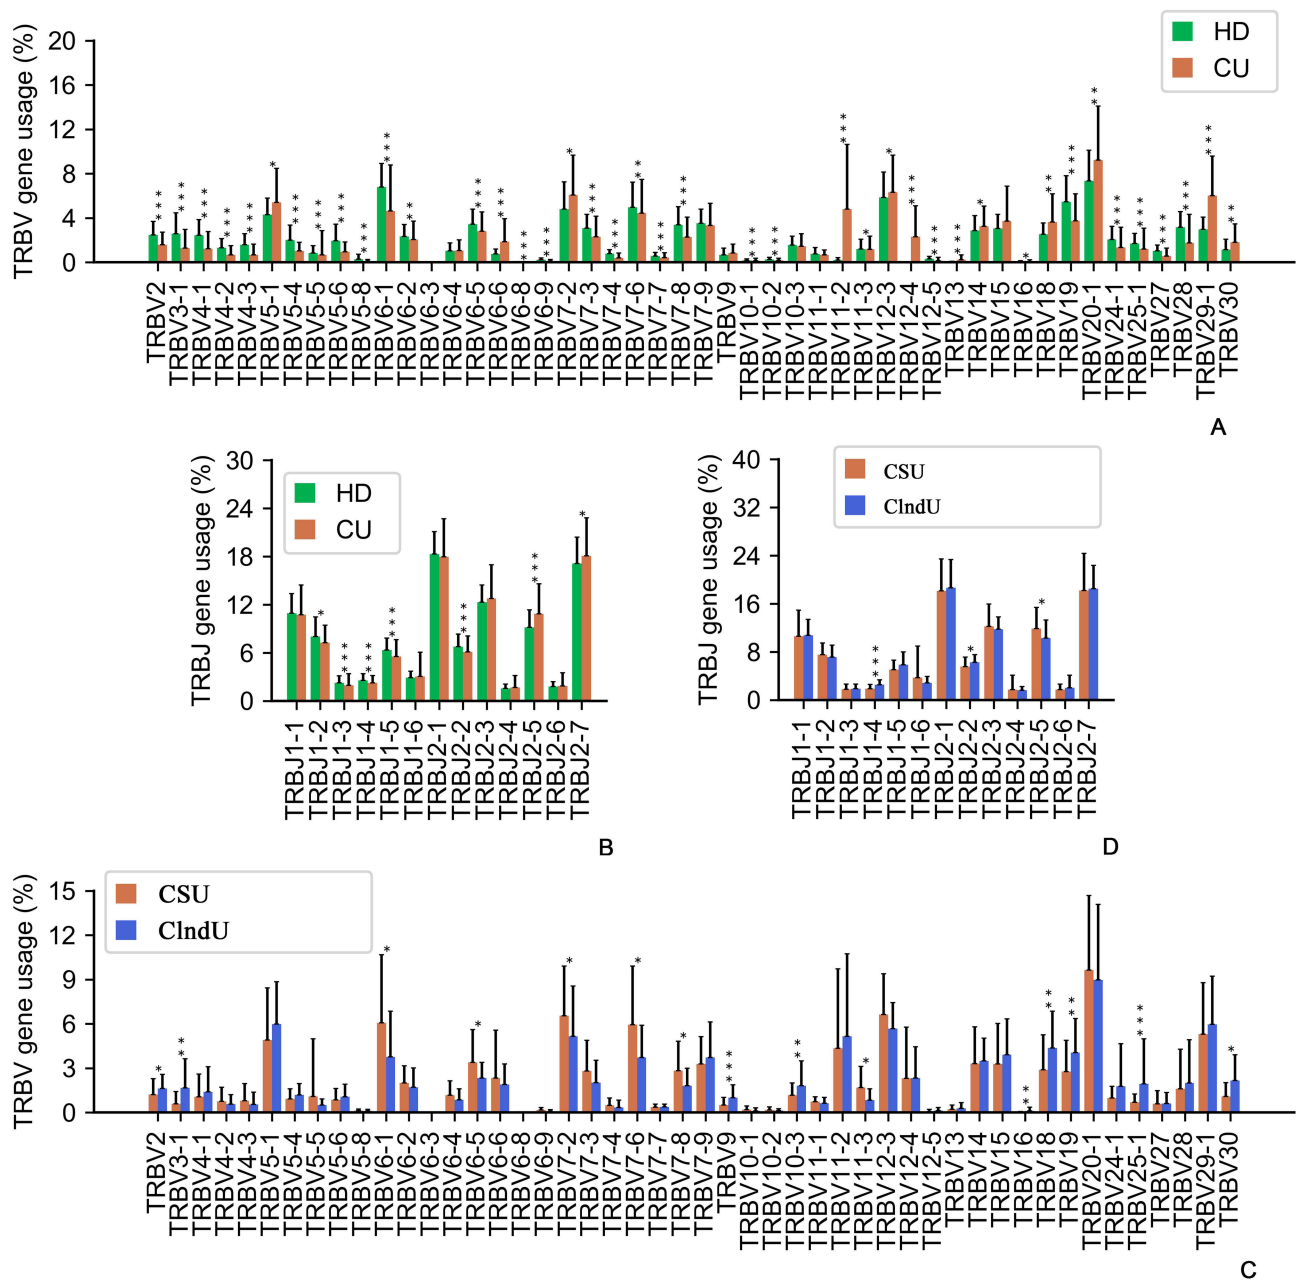 TRBV gene usage (%)
20
16
12
8
4
0
HD
CU
TRBV2
TRBV3-1
TRBV4-1
TRBV4-2
TRBV4-3
TRBV5-1
TRBV5-4
TRBV5-5
TRBV5-6
TRBV5-8
TRBV6-1
TRBV6-2
TRBV6-3
TRBV6-4
TRBV6-5
TRBV6-6
TRBV6-8
TRBV6-9
TRBV7-2
TRBV7-3
TRBV7-4
TRBV7-6
TRBV7-7
TRBV7-8
TRBV7-9
TRBV9
TRBV10-1
TRBV10-2
TRBV10-3
TRBV11-1
TRBV11-2
TRBV11-3
TRBV12-3
TRBV12-4
TRBV12-5
TRBV13
TRBV14
TRBV15
TRBV16
TRBV18
TRBV19
TRBV20-1
TRBV24-1
TRBV25-1
TRBV27
TRBV28
TRBV29-1
TRBV30
A
TRBJ gene usage (%)
30
24
18
12
6
0
HD
CU
TRBJ1-1
TRBJ1-2
TRBJ1-3
TRBJ1-4
TRBJ1-5
TRBJ1-6
TRBJ2-1
TRBJ2-2
TRBJ2-3
TRBJ2-4
TRBJ2-5
TRBJ2-6
TRBJ2-7
B
TRBJ gene usage (%)
40
32
24
16
8
0
CSU
ClndU
TRBJ1-1
TRBJ1-2
TRBJ1-3
TRBJ1-4
TRBJ1-5
TRBJ1-6
TRBJ2-1
TRBJ2-2
TRBJ2-3
TRBJ2-4
TRBJ2-5
TRBJ2-6
TRBJ2-7
D
TRBV gene usage (%)
15
12
9
6
3
0
CSU
ClndU
TRBV2
TRBV3-1
TRBV4-1
TRBV4-2
TRBV4-3
TRBV5-1
TRBV5-4
TRBV5-5
TRBV5-6
TRBV5-8
TRBV6-1
TRBV6-2
TRBV6-3
TRBV6-4
TRBV6-5
TRBV6-6
TRBV6-8
TRBV6-9
TRBV7-2
TRBV7-3
TRBV7-4
TRBV7-6
TRBV7-7
TRBV7-8
TRBV7-9
TRBV9
TRBV10-1
TRBV10-2
TRBV10-3
TRBV11-1
TRBV11-2
TRBV11-3
TRBV12-3
TRBV12-4
TRBV12-5
TRBV13
TRBV14
TRBV15
TRBV16
TRBV18
TRBV19
TRBV20-1
TRBV24-1
TRBV25-1
TRBV27
TRBV28
TRBV29-1
TRBV30
C